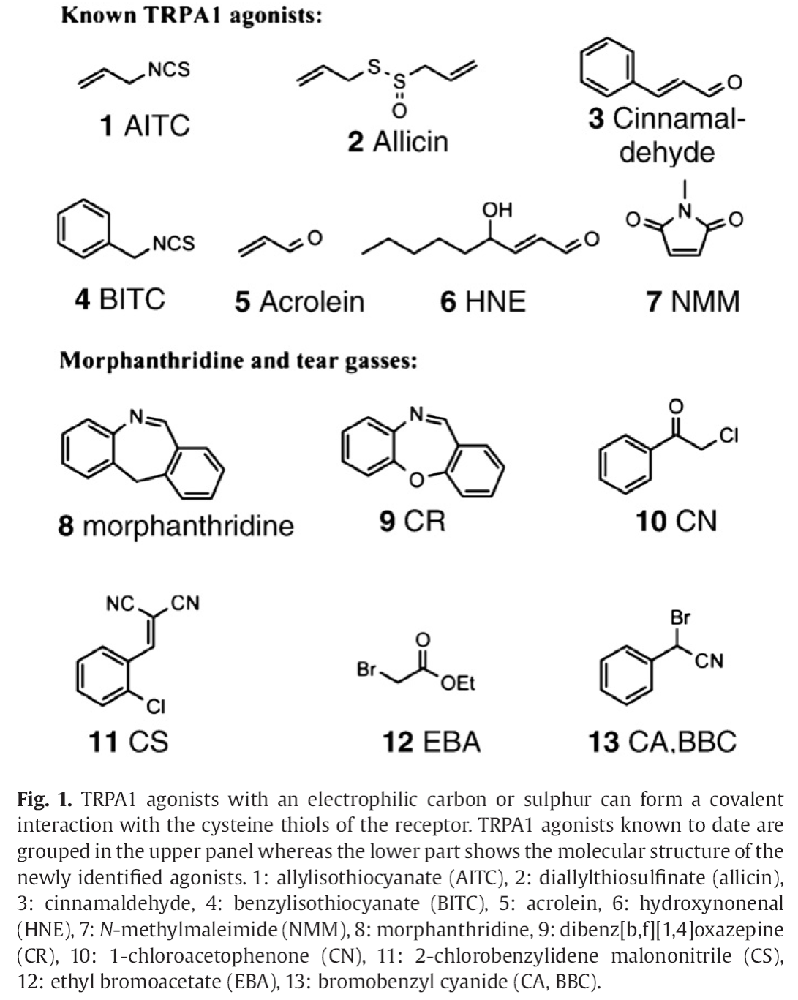 Known TRPA1 agonists:
NCS
S
S
O
O
1 AITC
2 Allicin
3 Cinnamal-
dehyde
NCS
O
OH
O
O
N
O
4 BITC
5 Acrolein
6 HNE
7 NMM
Morphanthridine and tear gasses:
N
N
O
O
Cl
8 morphanthridine
9 CR
10 CN
NC
CN
Cl
Br
O
OEt
Br
CN
11 CS
12 EBA
13 CA,BBC
Fig. 1. TRPA1 agonists with an electrophilic carbon or sulphur can form a covalent
interaction with the cysteine thiols of the receptor. TRPA1 agonists known to date are
grouped in the upper panel whereas the lower part shows the molecular structure of the
newly identified agonists. 1: allylisothiocyanate (AITC), 2: diallylthiosulfinate (allicin),
3: cinnamaldehyde, 4: benzylisothiocyanate (BITC), 5: acrolein, 6: hydroxynonenal
(HNE), 7: N-methylmaleimide (NMM), 8: morphanthridine, 9: dibenz[b,f][1,4]oxazepine
(CR), 10: 1-chloroacetophenone (CN), 11: 2-chlorobenzylidene malononitrile (CS),
12: ethyl bromoacetate (EBA), 13: bromobenzyl cyanide (CA, BBC).